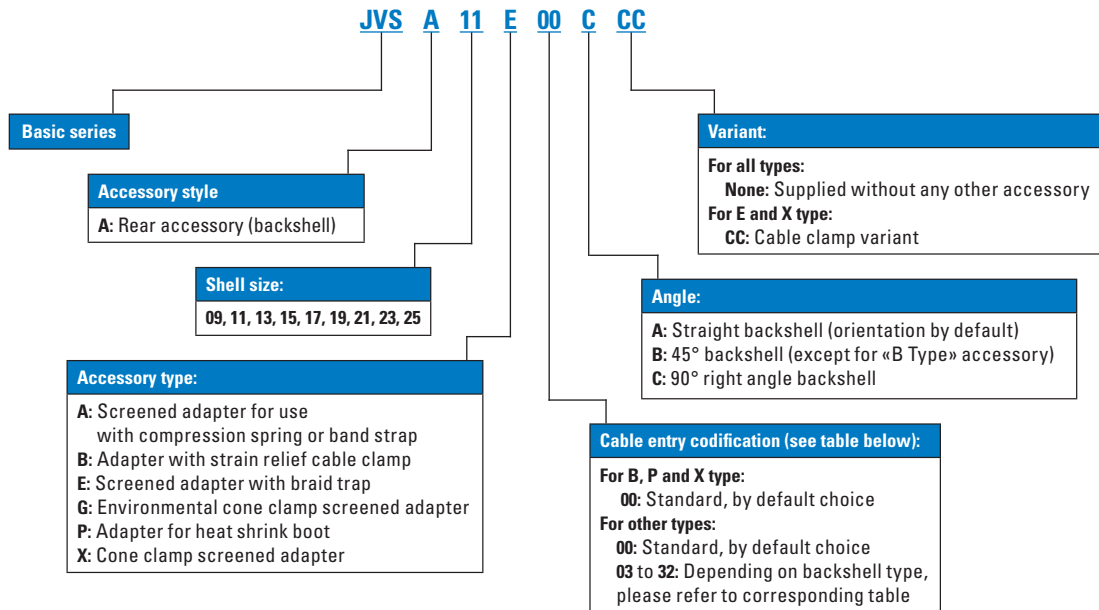 JVS A 11 E 00 C CC
Basic series
Accessory style
A: Rear accessory (backshell)
Shell size:
09, 11, 13, 15, 17, 19, 21, 23, 25
Accessory type:
A: Screened adapter for use
with compression spring or band strap
B: Adapter with strain relief cable clamp
E: Screened adapter with braid trap
G: Environmental cone clamp screened adapter
P: Adapter for heat shrink boot
X: Cone clamp screened adapter
Variant:
For all types:
None: Supplied without any other accessory
For E and X type:
CC: Cable clamp variant
Angle:
A: Straight backshell (orientation by default)
B: 45° backshell (except for «B Type» accessory)
C: 90° right angle backshell
Cable entry codification (see table below):
For B, P and X type:
00: Standard, by default choice
For other types:
00: Standard, by default choice
03 to 32: Depending on backshell type,
please refer to corresponding table